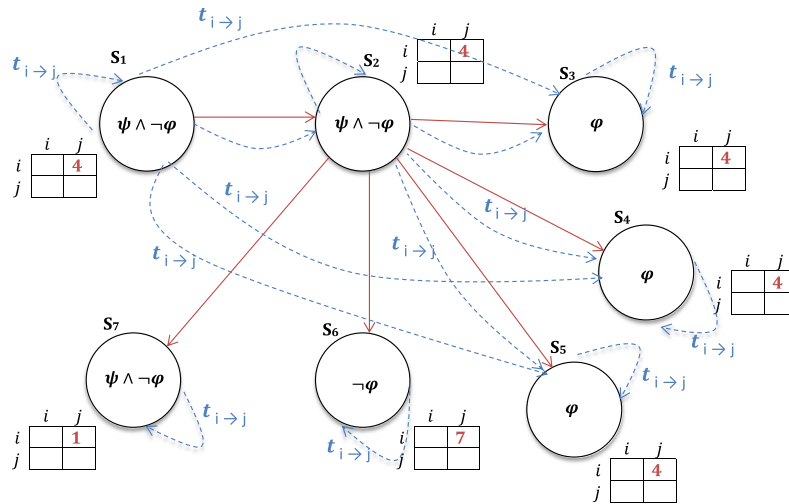 t i→j
i j
S₁
S₂
i 4
S₃
t i→j
j
t i→j
ψ ∧ ¬φ
ψ ∧ ¬φ
φ
i j
i j
i 4
i 4
j
j
t i→j
t i→j
S₄
t i→j
t i→j
φ
i j
i 4
j
S₇
S₆
S₅
t i→j
ψ ∧ ¬φ
¬φ
t i→j
φ
i j
t i→j
i j
i 1
i 7
j
t i→j
j
i j
i 4
j